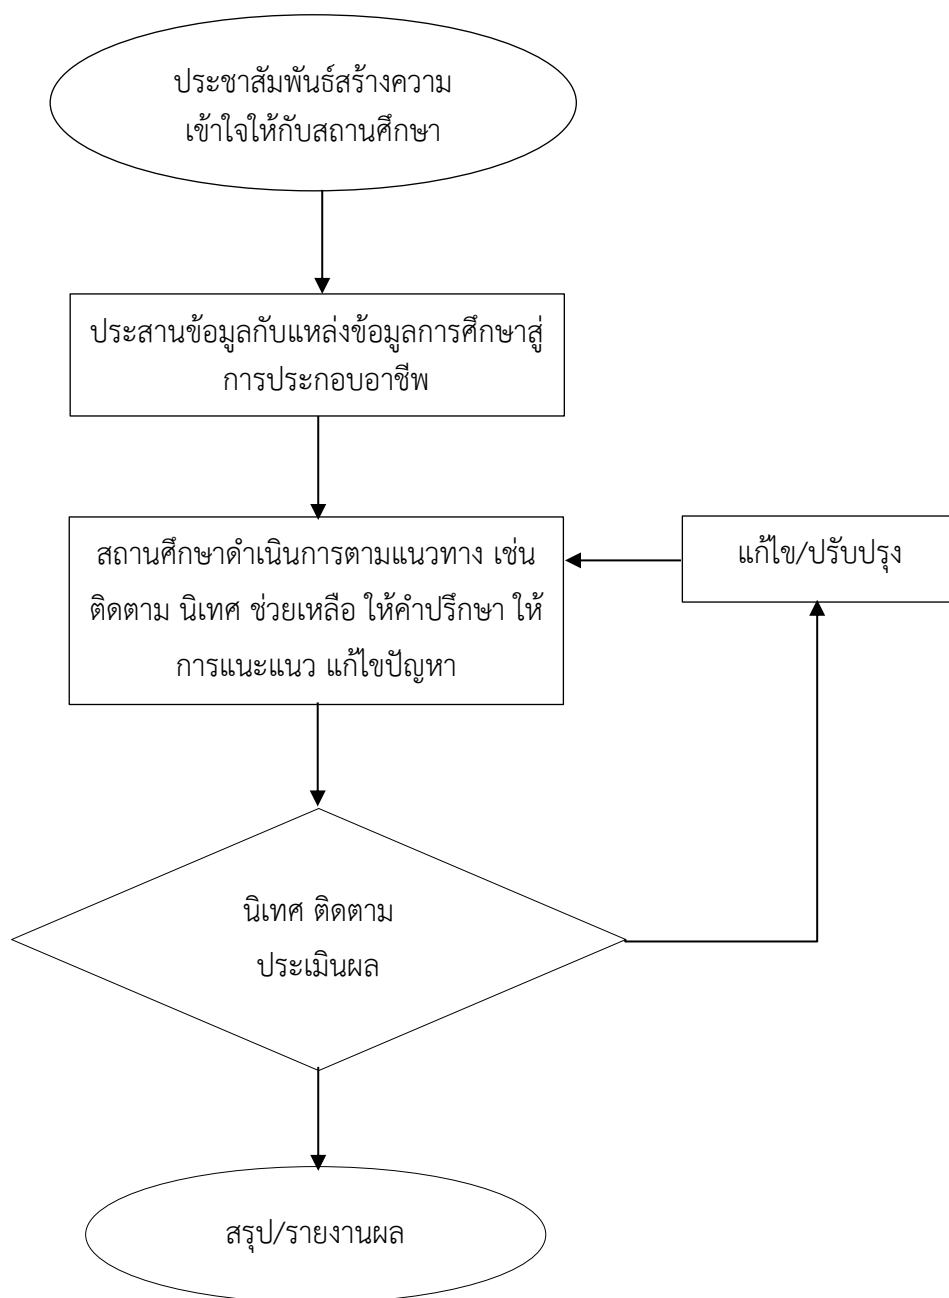 ประชาสัมพันธ์สร้างความ
เข้าใจให้กับสถานศึกษา
ประสานข้อมูลกับแหล่งข้อมูลการศึกษาสู่
การประกอบอาชีพ
สถานศึกษาดำเนินการตามแนวทาง เช่น
ติดตาม นิเทศ ช่วยเหลือ ให้คำปรึกษา ให้
การแนะแนว แก้ไขปัญหา
แก้ไข/ปรับปรุง
นิเทศ ติดตาม
ประเมินผล
สรุป/รายงานผล